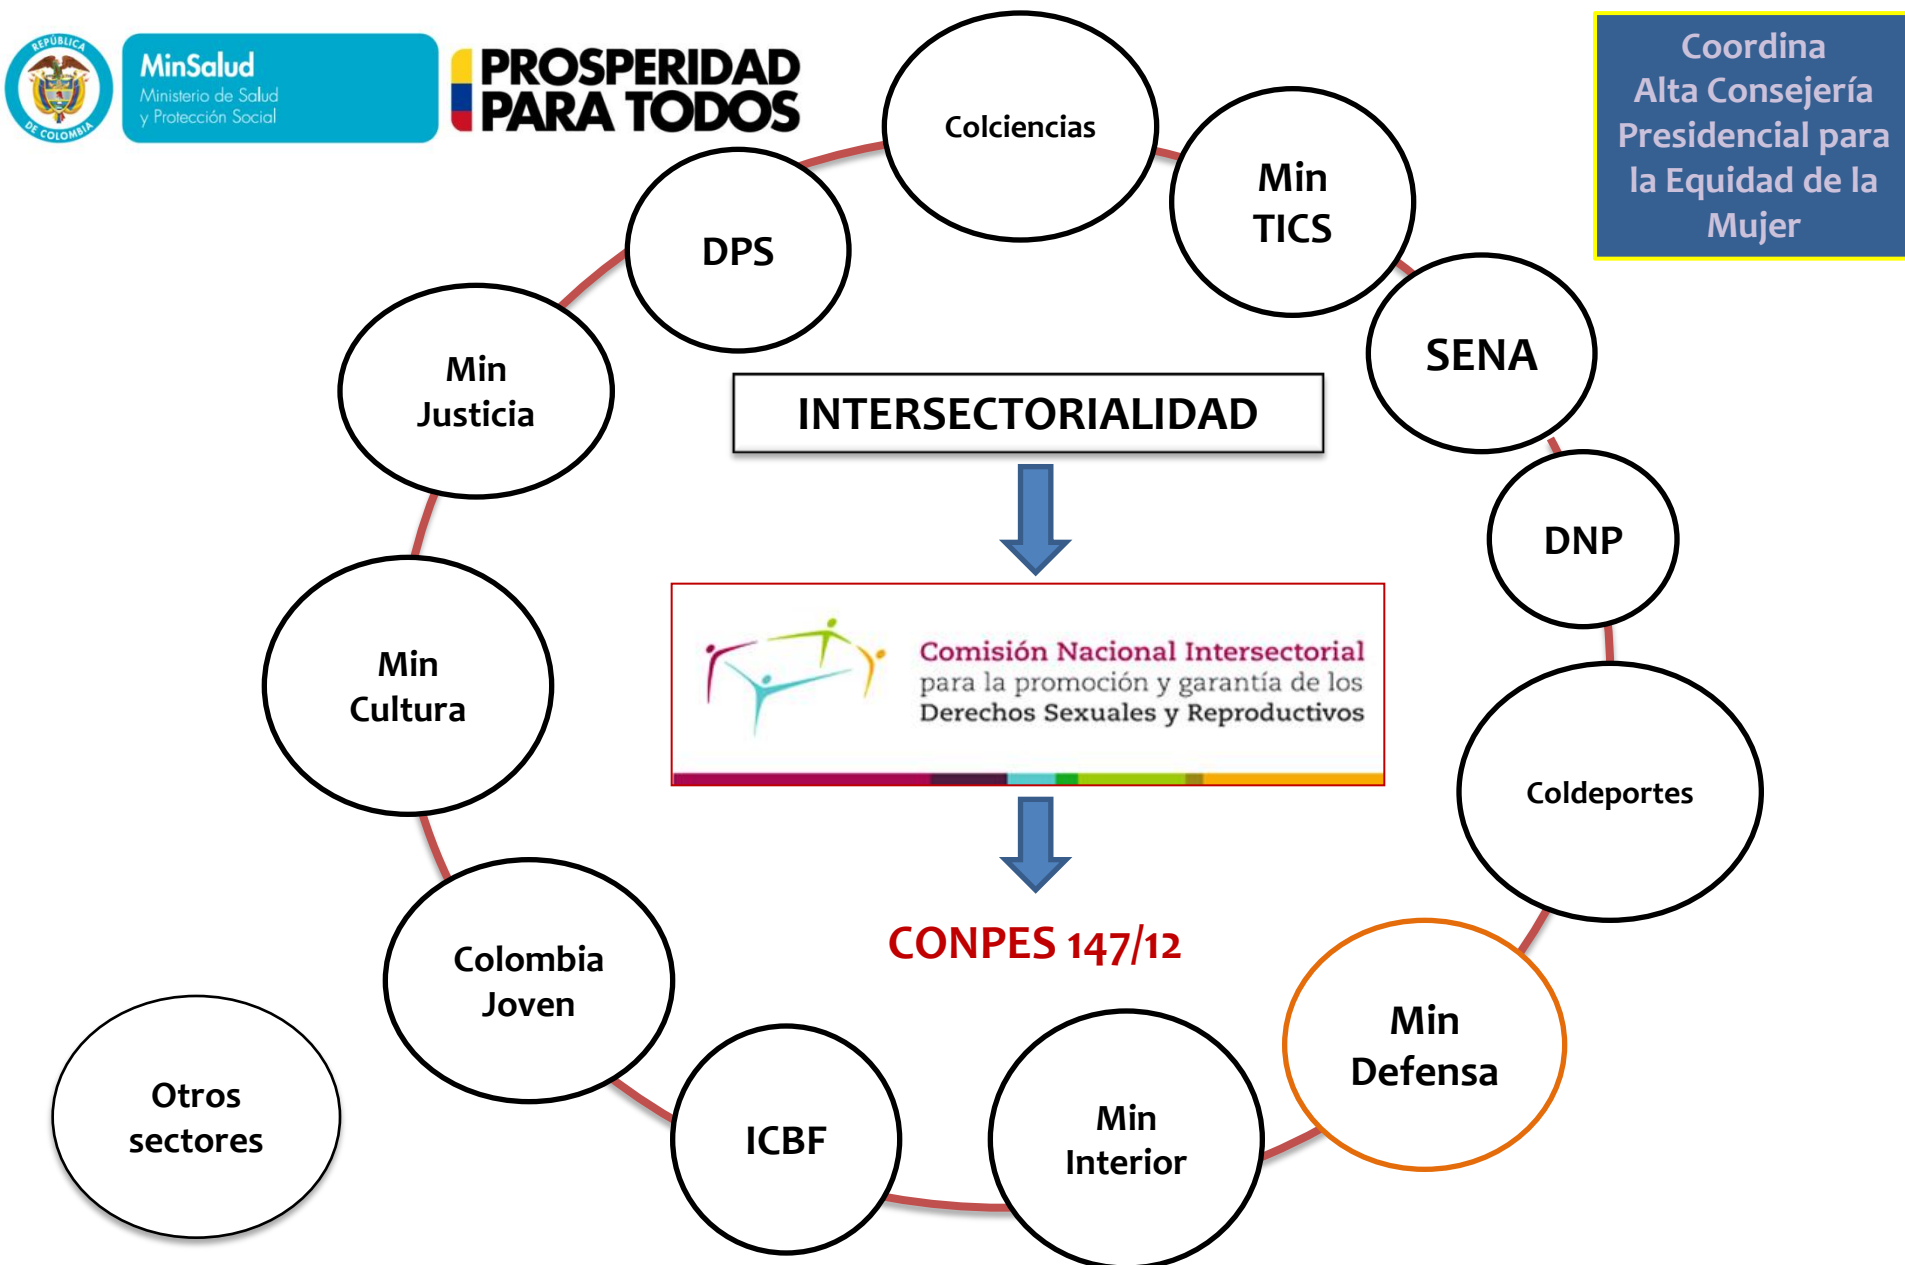 REPÚBLICA
DE COLOMBIA
MinSalud
Ministerio de Salud
y Protección Social
PROSPERIDAD
PARA TODOS
Coordina
Alta Consejería
Presidencial para
la Equidad de la
Mujer
Colciencias
Min
TICS
DPS
SENA
Min
Justicia
INTERSECTORIALIDAD
DNP
Min
Cultura
Comisión Nacional Intersectorial
para la promoción y garantía de los
Derechos Sexuales y Reproductivos
Coldeportes
CONPES 147/12
Colombia
Joven
Min
Defensa
Otros
sectores
ICBF
Min
Interior